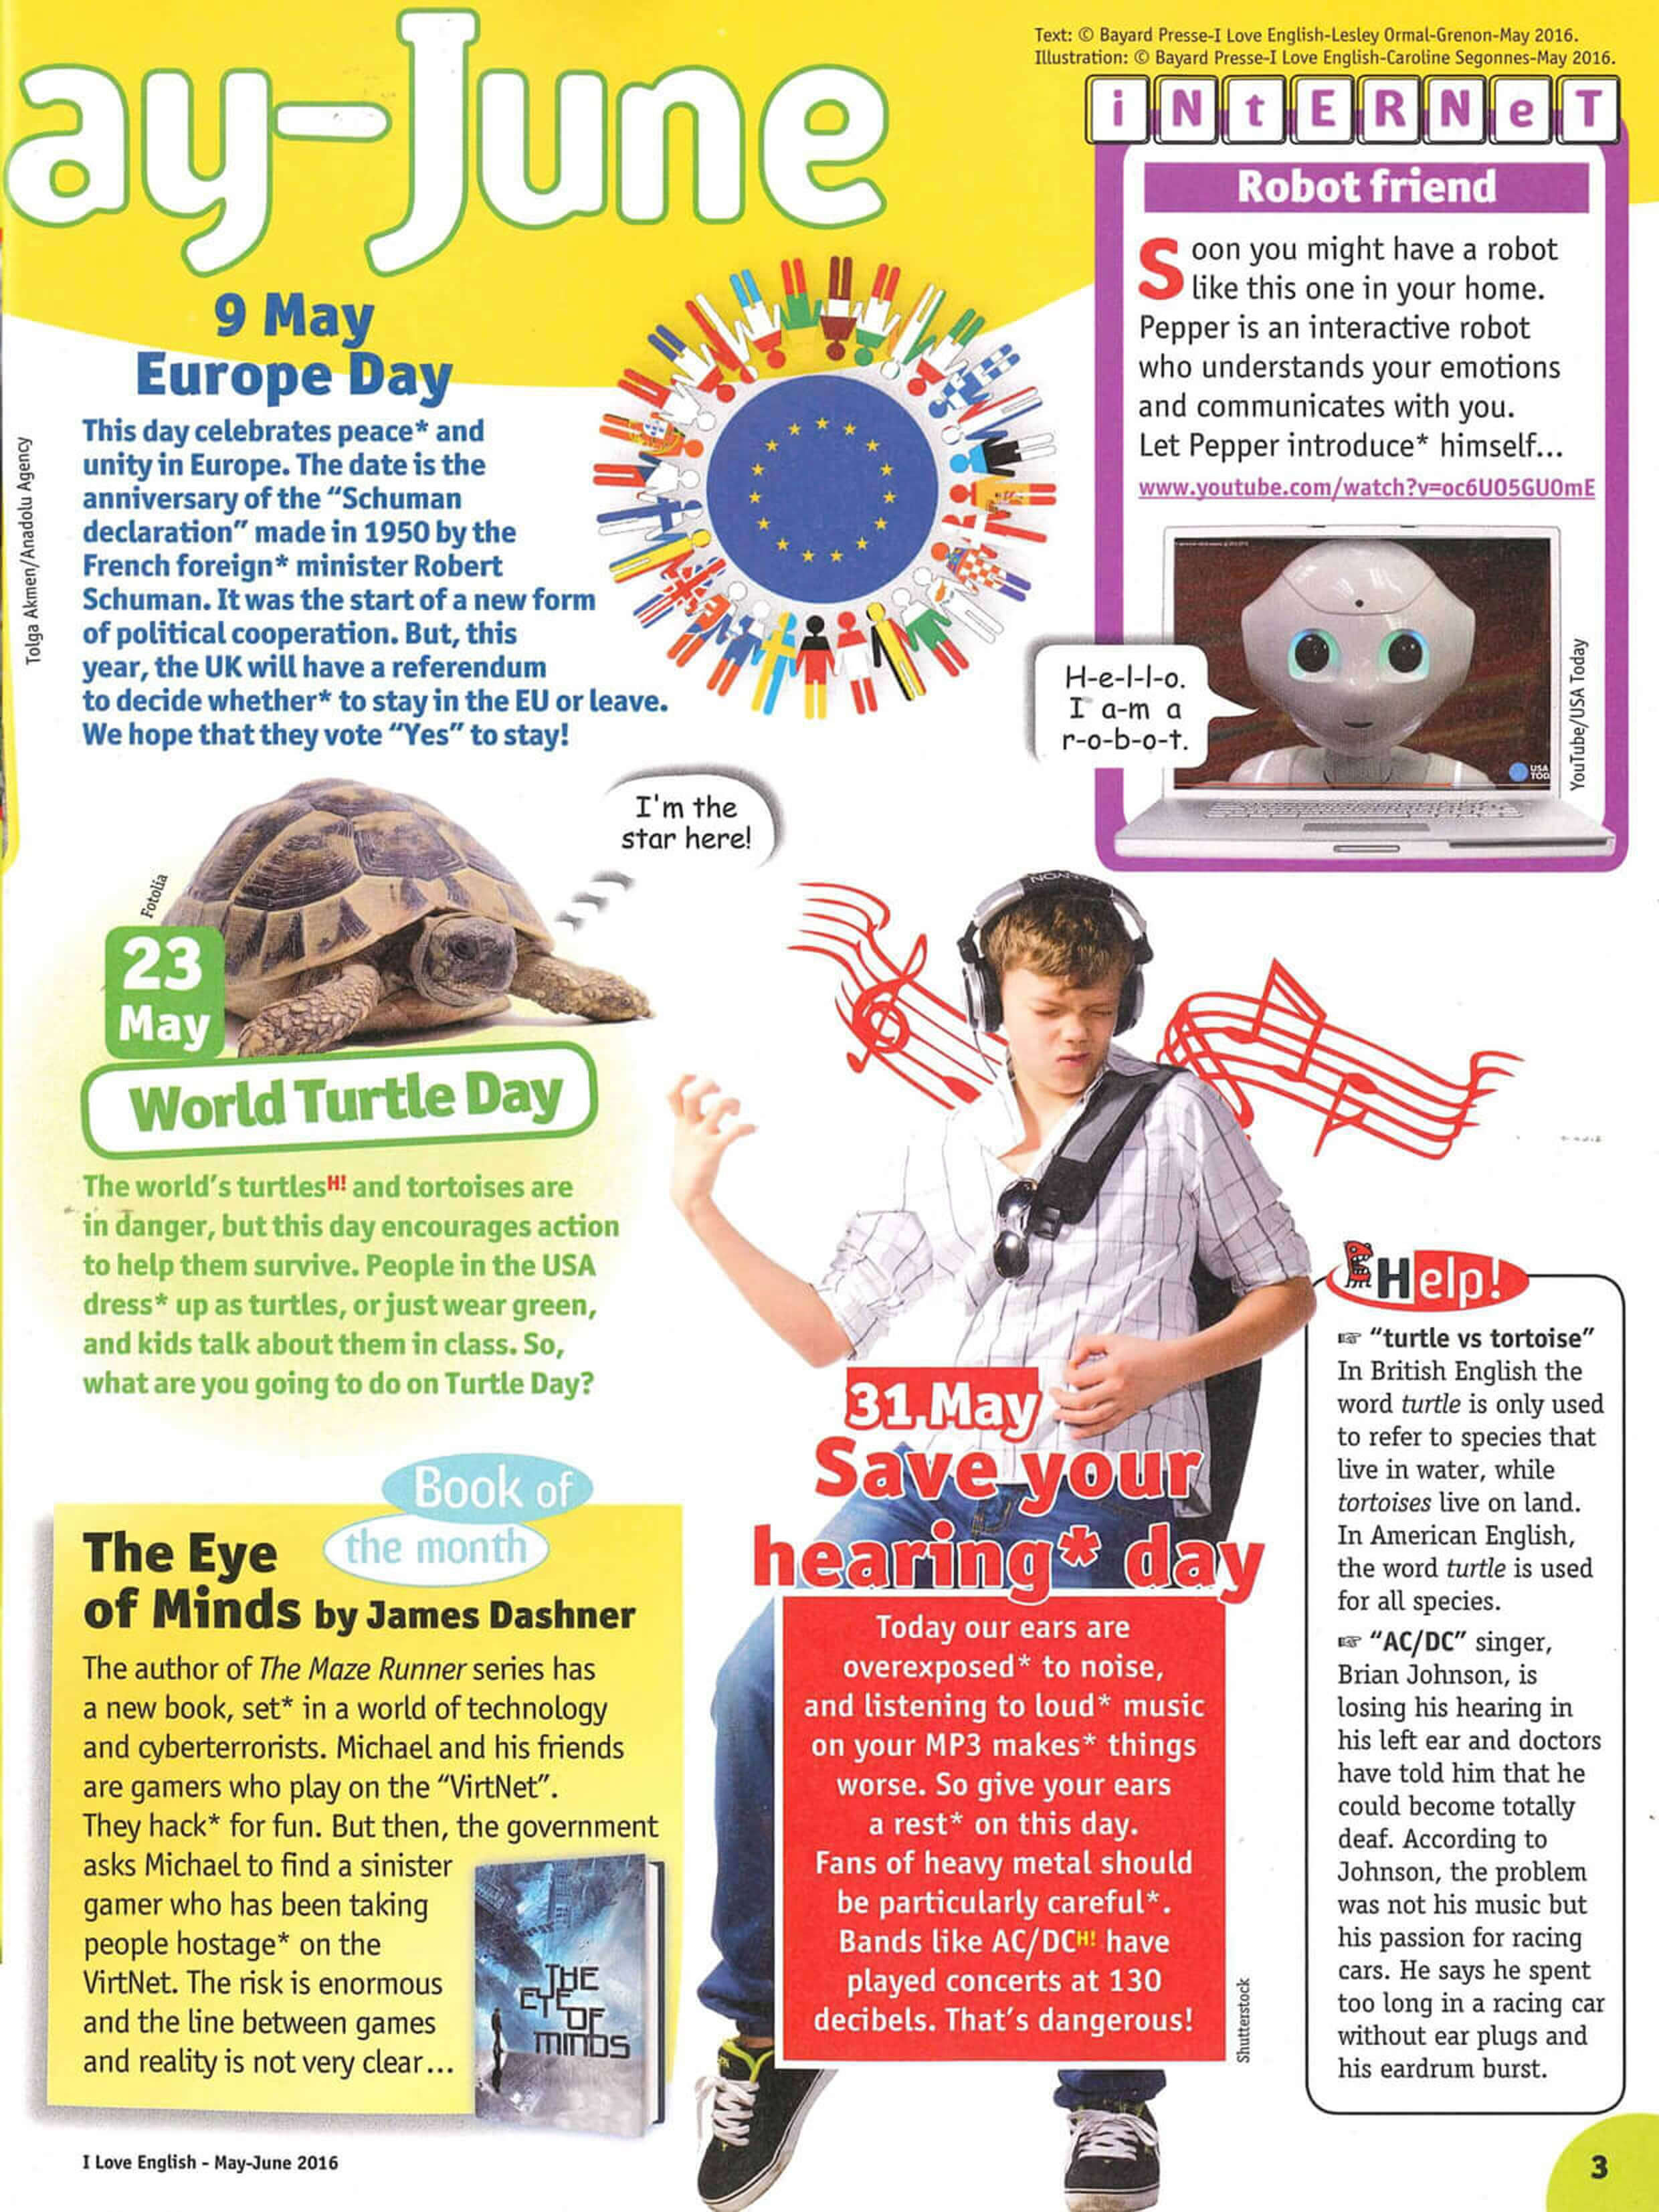 Text: © Bayard Presse-I Love English-Lesley Ormal-Grenon-May 2016.
Illustration: © Bayard Presse-I Love English-Caroline Segonnes-May 2016.
ay-June
9 May
Europe Day
This day celebrates peace* and
unity in Europe. The date is the
anniversary of the “Schuman
declaration” made in 1950 by the
French foreign* minister Robert
Schuman. It was the start of a new form
of political cooperation. But, this
year, the UK will have a referendum
to decide whether* to stay in the EU or leave.
We hope that they vote “Yes” to stay!
Tolga Akmen/Anadolu Agency
iNtERNeT
Robot friend
Soon you might have a robot
like this one in your home.
Pepper is an interactive robot
who understands your emotions
and communicates with you.
Let Pepper introduce* himself...
www.youtube.com/watch?v=oc6UO5GUOmE
H-e-l-l-o.
I a-m a
r-o-b-o-t.
USA
TOD
YouTube/USA Today
I'm the
star here!
Fotolia
23
May
World Turtle Day
The world's turtlesH! and tortoises are
in danger, but this day encourages action
to help them survive. People in the USA
dress* up as turtles, or just wear green,
and kids talk about them in class. So,
what are you going to do on Turtle Day?
Book of
the month
The Eye
of Minds by James Dashner
The author of The Maze Runner series has
a new book, set* in a world of technology
and cyberterrorists. Michael and his friends
are gamers who play on the “VirtNet”.
They hack* for fun. But then, the government
asks Michael to find a sinister
gamer who has been taking
people hostage* on the
VirtNet. The risk is enormous
and the line between games
and reality is not very clear...
THE
EYE
OF
MINDS
31 May
Save your
hearing* day
Today our ears are
overexposed* to noise,
and listening to loud* music
on your MP3 makes* things
worse. So give your ears
a rest* on this day.
Fans of heavy metal should
be particularly careful*.
Bands like AC/DCH! have
played concerts at 130
decibels. That's dangerous!
Shutterstock
Help!
☞ “turtle vs tortoise”
In British English the
word turtle is only used
to refer to species that
live in water, while
tortoises live on land.
In American English,
the word turtle is used
for all species.
☞ “AC/DC” singer,
Brian Johnson, is
losing his hearing in
his left ear and doctors
have told him that he
could become totally
deaf. According to
Johnson, the problem
was not his music but
his passion for racing
cars. He says he spent
too long in a racing car
without ear plugs and
his eardrum burst.
I Love English - May-June 2016
3